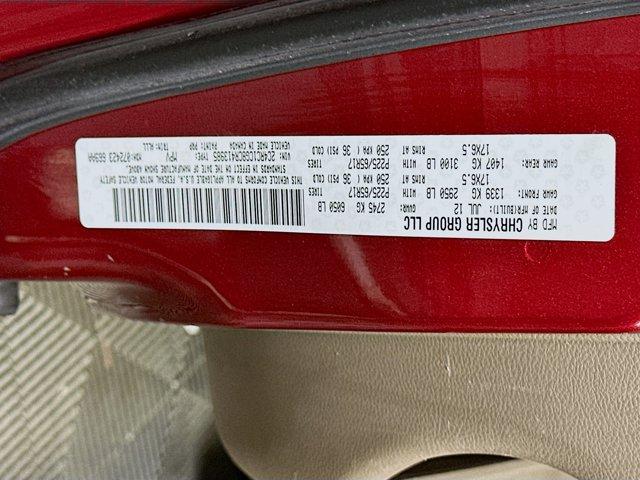 MFD BY CHRYSLER GROUP LLC
DATE OF MFR(BUILT): JUL 12 GVWR: 2745 KG 6050 LB
GAWR FRONT: 1339 KG 2950 LB WITH P225/65R17 TIRES
17X6.5 RIMS AT 250 KPA( 36 PSI) COLD
GAWR REAR: 1407 KG 3100 LB WITH P225/65R17 TIRES
17X6.5 RIMS AT 250 KPA( 36 PSI) COLD
THIS VEHICLE CONFORMS TO ALL APPLICABLE U.S.A. FEDERAL MOTOR VEHICLE SAFETY
STANDARDS IN EFFECT ON THE DATE OF MANUFACTURE SHOWN ABOVE.
VIN: TYPE: MPV MDH:
VEHICLE MADE IN CANADA PAINT: PRP TRIM: